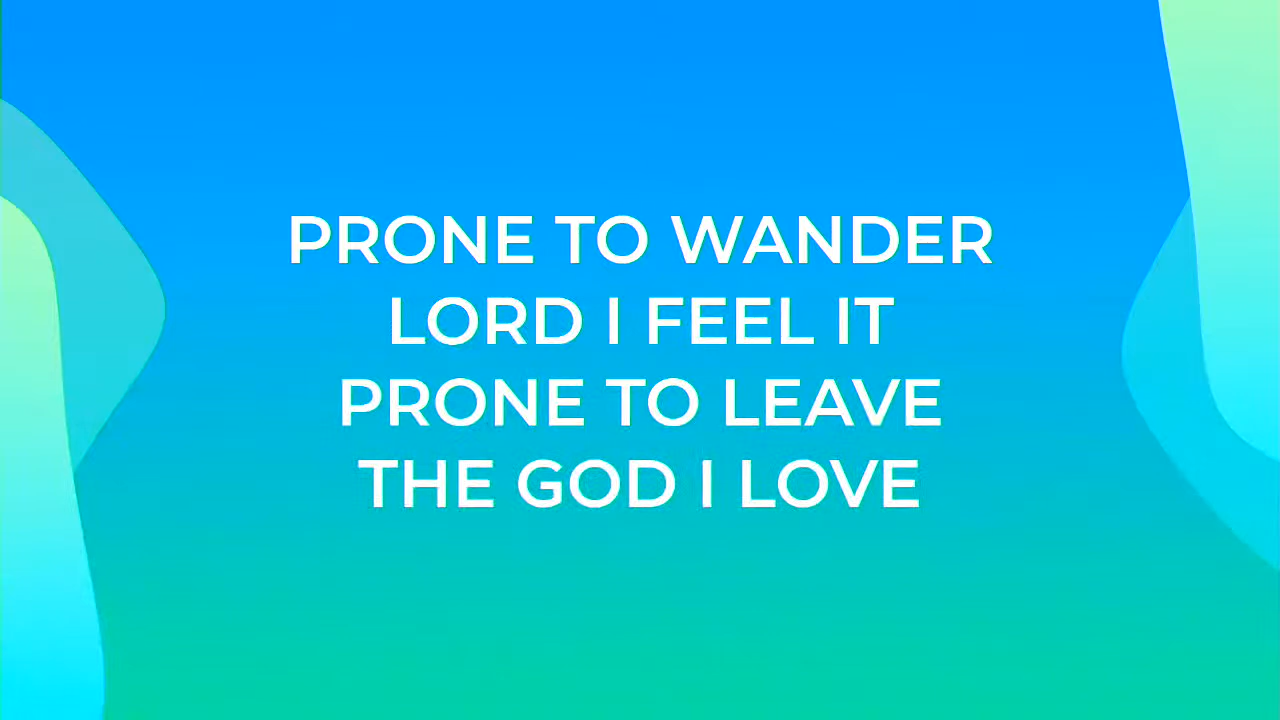 PRONE TO WANDER
LORD I FEEL IT
PRONE TO LEAVE
THE GOD I LOVE